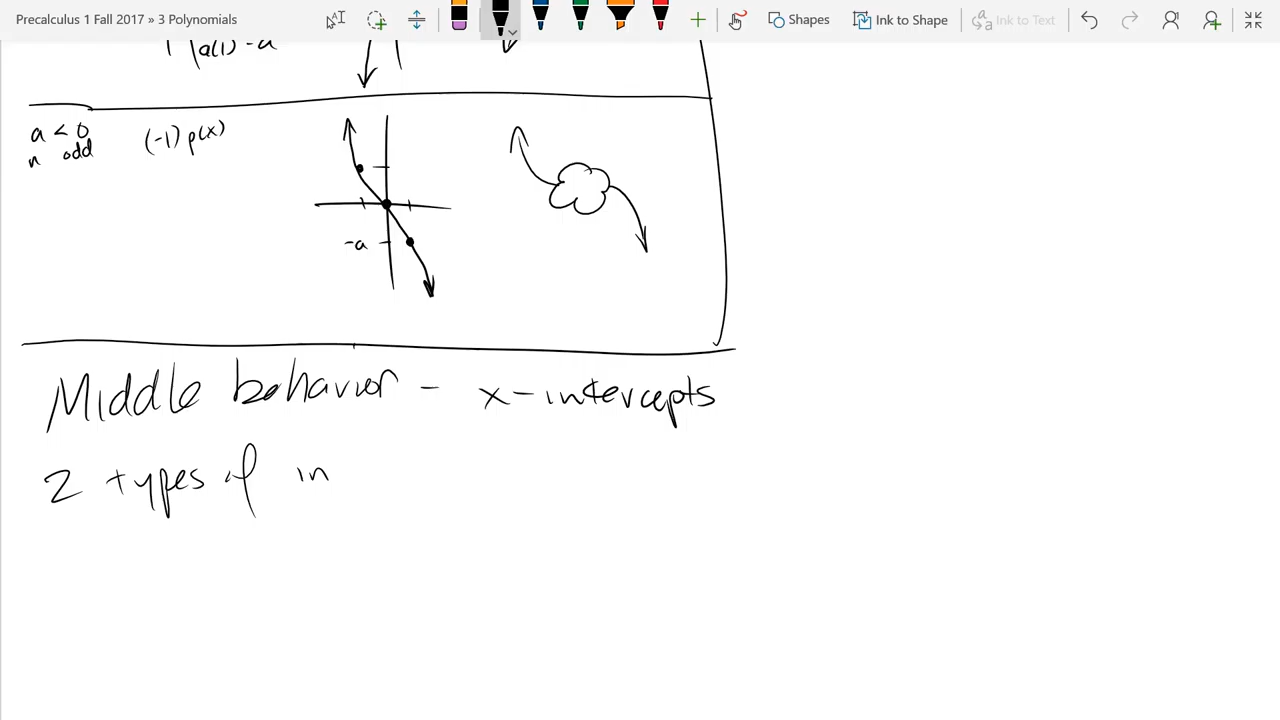 Precalculus 1 Fall 2017 » 3 Polynomials
Shapes
Ink to Shape
Ink to Text
a(1) = a
a < 0
n odd
(-1) p(x)
-a
Middle behavior - x-intercepts
2 types of in